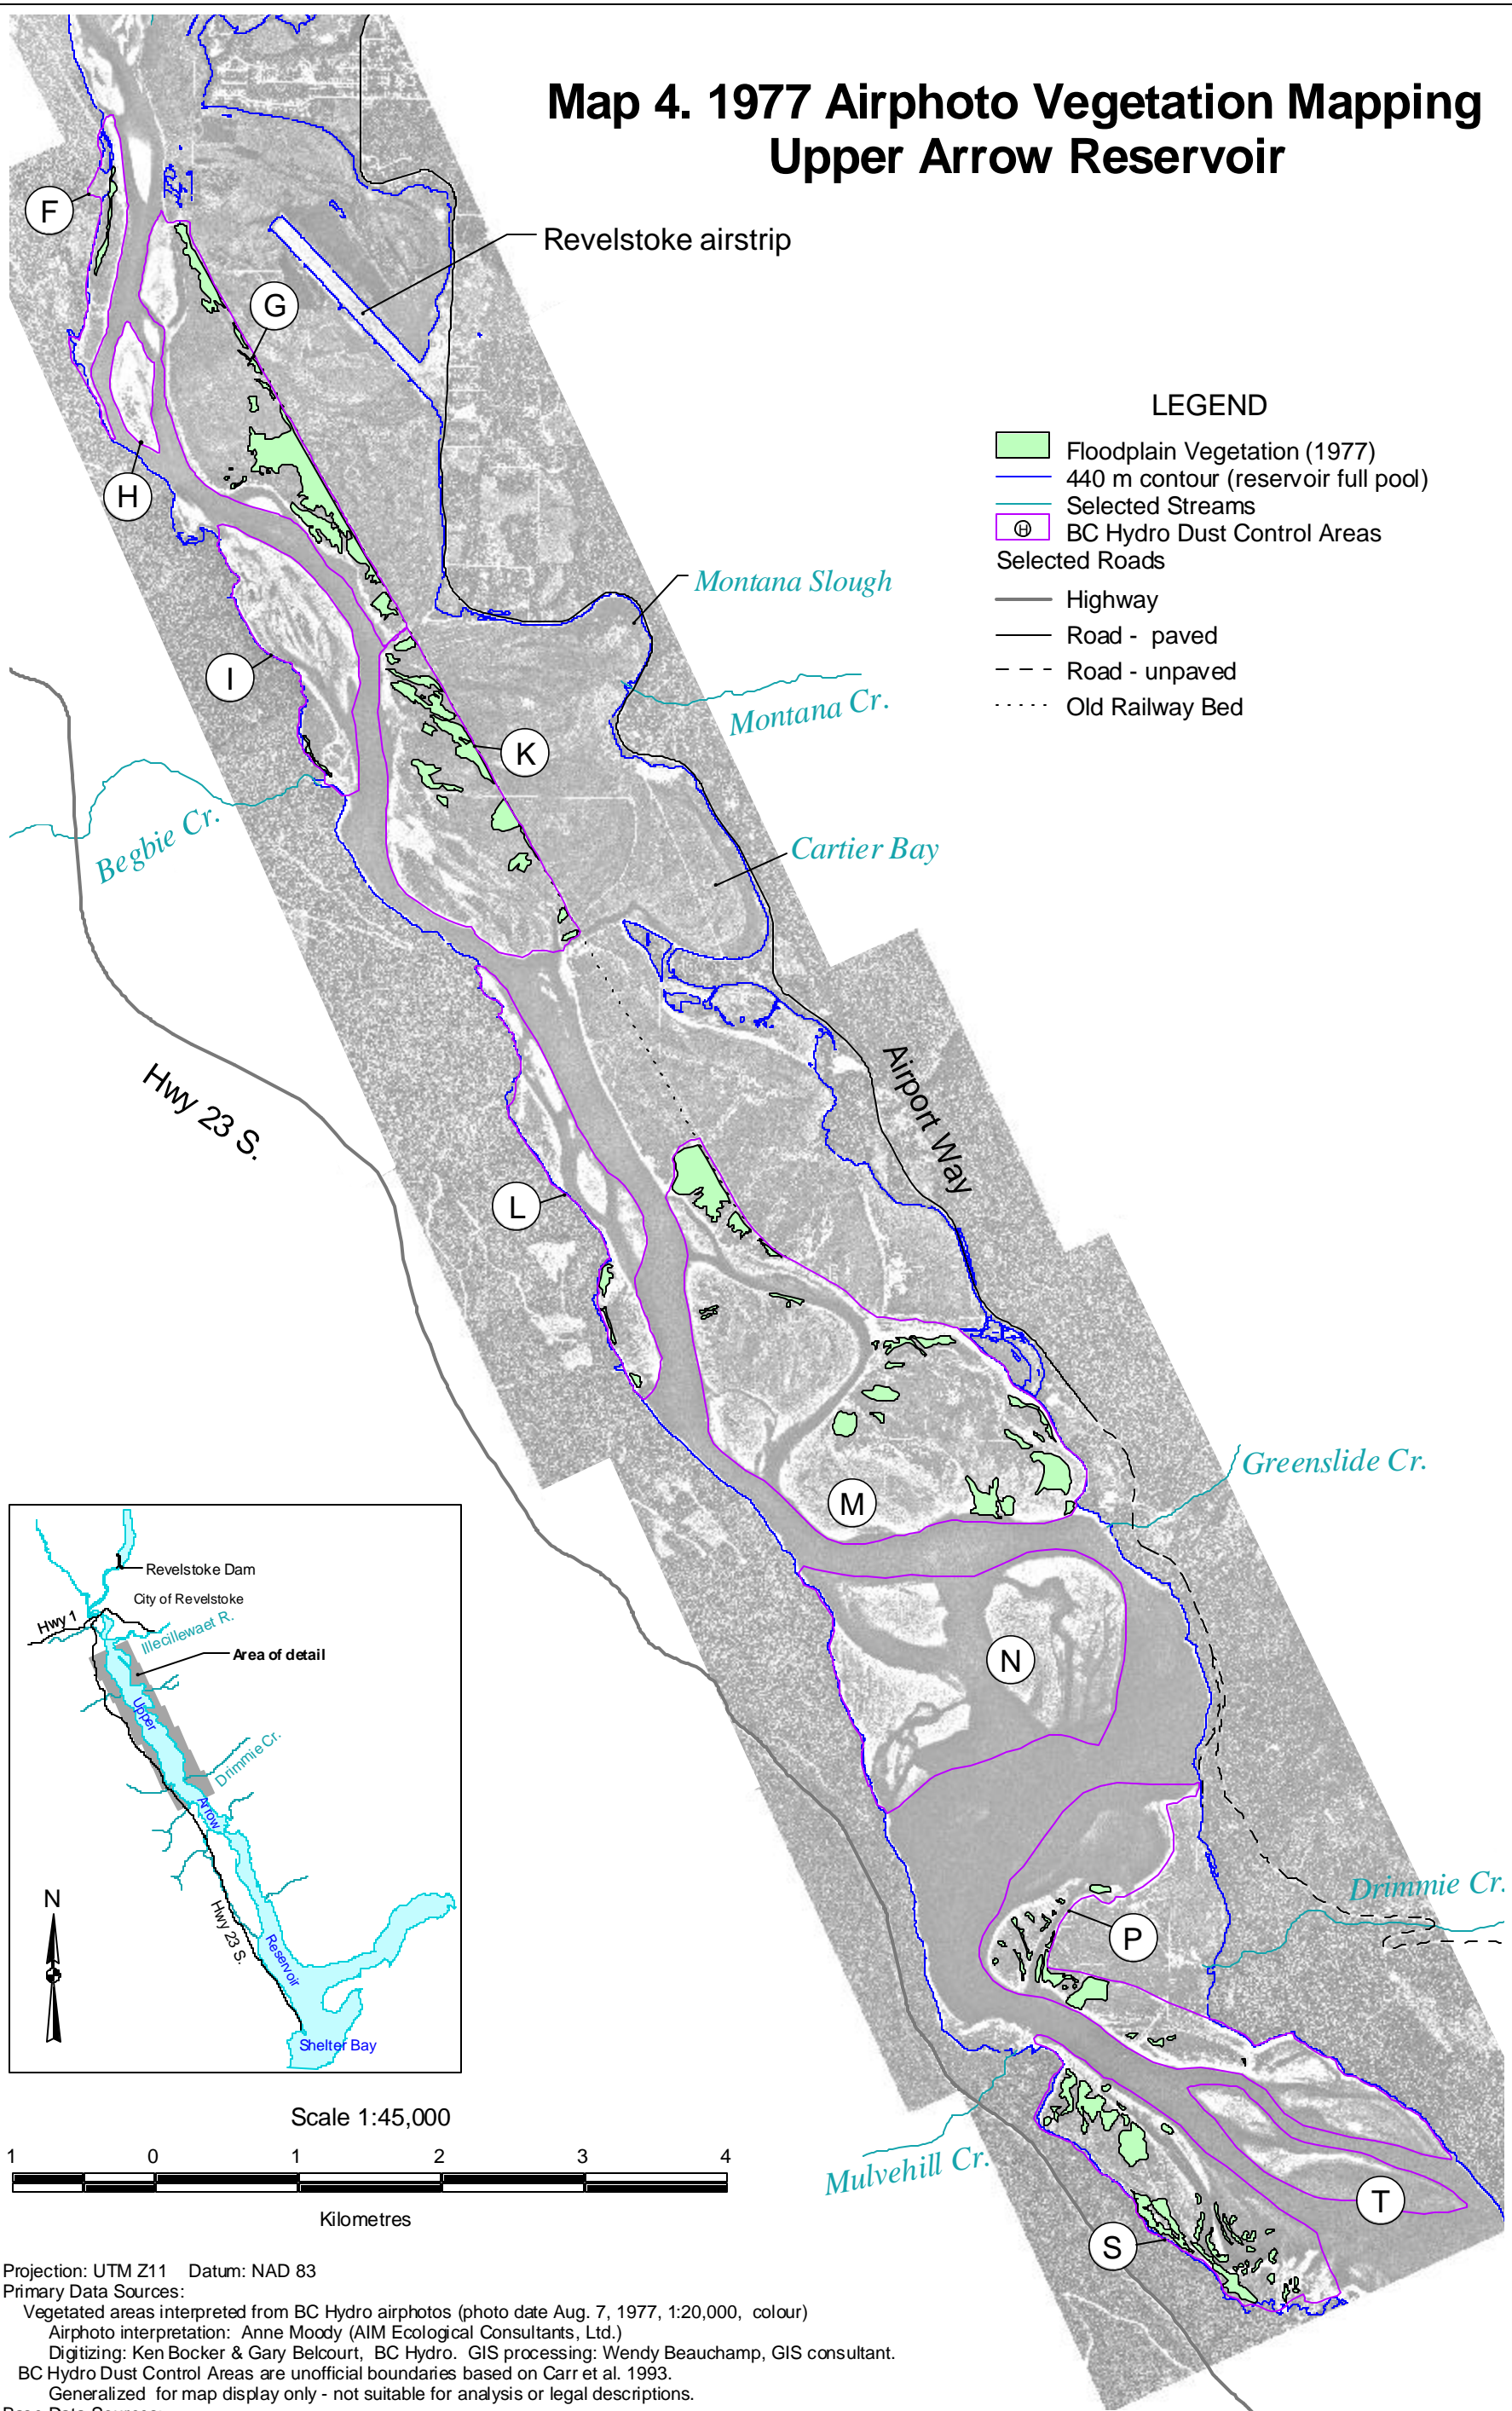 Map 4. 1977 Airphoto Vegetation Mapping
Upper Arrow Reservoir
F
Revelstoke airstrip
G
H
LEGEND
Floodplain Vegetation (1977)
440 m contour (reservoir full pool)
Selected Streams
H
BC Hydro Dust Control Areas
Selected Roads
Highway
Road - paved
Road - unpaved
Old Railway Bed
Montana Slough
I
Montana Cr.
K
Begbie Cr.
Cartier Bay
Hwy 23 S.
Airport Way
L
Greenslide Cr.
M
N
Revelstoke Dam
City of Revelstoke
Hwy 1
Illecillewaet R.
Area of detail
Upper
Drimmie Cr.
Arrow
N
Hwy 23 S.
Reservoir
Shelter Bay
Drimmie Cr.
P
Mulvehill Cr.
T
S
Scale 1:45,000
1 0 1 2 3 4
Kilometres
Projection: UTM Z11 Datum: NAD 83
Primary Data Sources:
Vegetated areas interpreted from BC Hydro airphotos (photo date Aug. 7, 1977, 1:20,000, colour)
Airphoto interpretation: Anne Moody (AIM Ecological Consultants, Ltd.)
Digitizing: Ken Bocker & Gary Belcourt, BC Hydro. GIS processing: Wendy Beauchamp, GIS consultant.
BC Hydro Dust Control Areas are unofficial boundaries based on Carr et al. 1993.
Generalized for map display only - not suitable for analysis or legal descriptions.